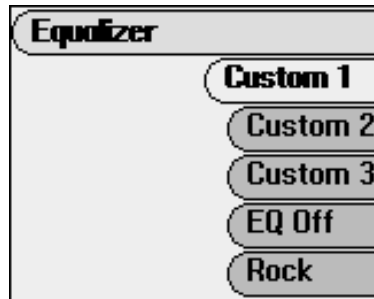 Equalizer
Custom 1
Custom 2
Custom 3
EQ Off
Rock